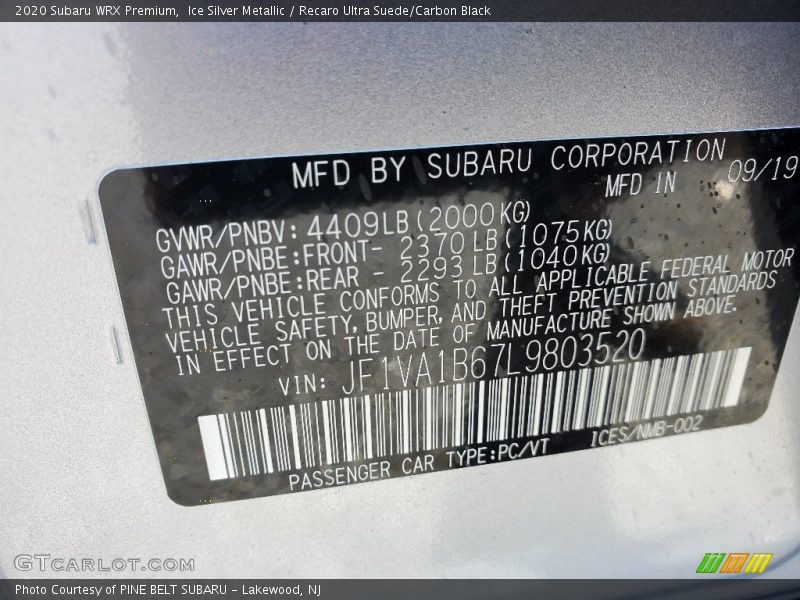 2020 Subaru WRX Premium, Ice Silver Metallic / Recaro Ultra Suede/Carbon Black
MFD BY SUBARU CORPORATION
MFD IN 09/19
GVWR/PNBV: 4409LB(2000KG)
GAWR/PNBE:FRONT- 2370LB(1075KG)
GAWR/PNBE:REAR - 2293LB(1040KG)
THIS VEHICLE CONFORMS TO ALL APPLICABLE FEDERAL MOTOR
VEHICLE SAFETY,BUMPER,AND THEFT PREVENTION STANDARDS
IN EFFECT ON THE DATE OF MANUFACTURE SHOWN ABOVE.
VIN: JF1VA1B67L9803520
PASSENGER CAR TYPE:PC/VT ICES/NMB-002
GTCARLOT.COM
Photo Courtesy of PINE BELT SUBARU - Lakewood, NJ